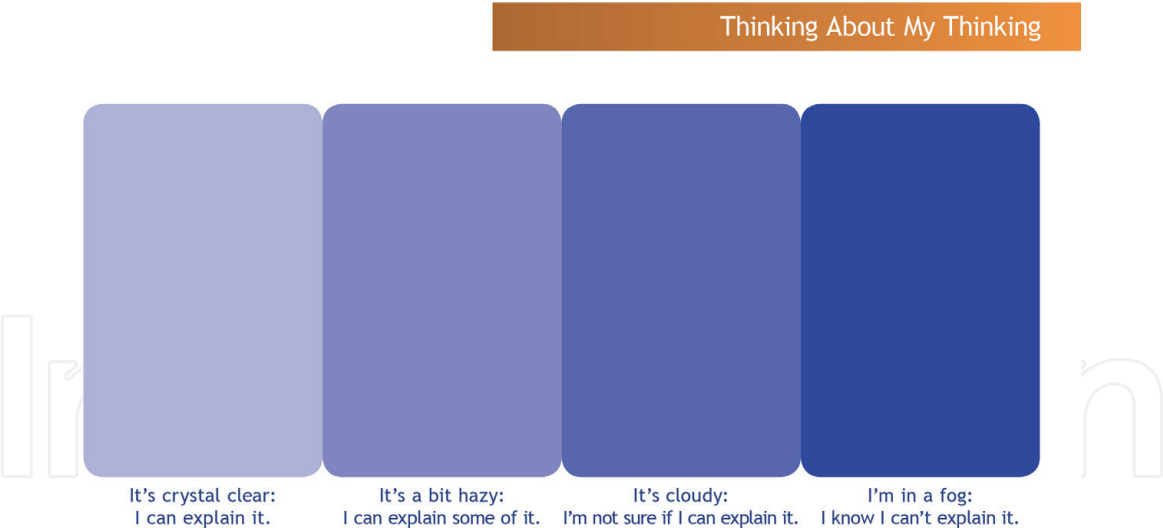 Thinking About My Thinking
It’s crystal clear:
I can explain it.
It’s a bit hazy:
I can explain some of it.
It’s cloudy:
I’m not sure if I can explain it.
I’m in a fog:
I know I can’t explain it.